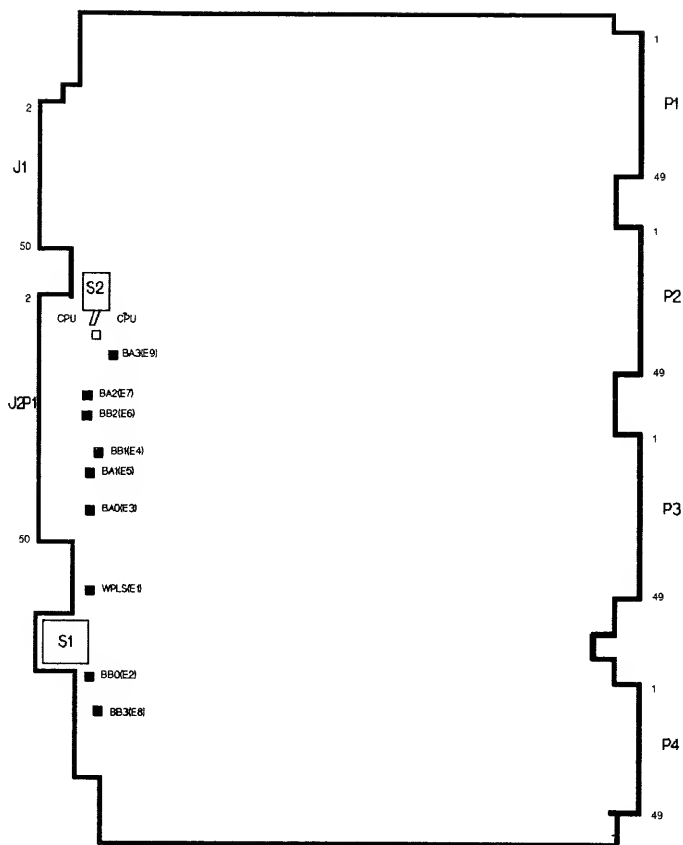 1
P1
2
J1
49
1
50
S2
2
P2
CPU CPU
BA3(E9)
49
BA2(E7)
J2P1
BB2(E6)
1
BB1(E4)
BA1(E5)
BA0(E3)
P3
50
WPLS(E1)
49
S1
BB0(E2)
1
BB3(E8)
P4
49